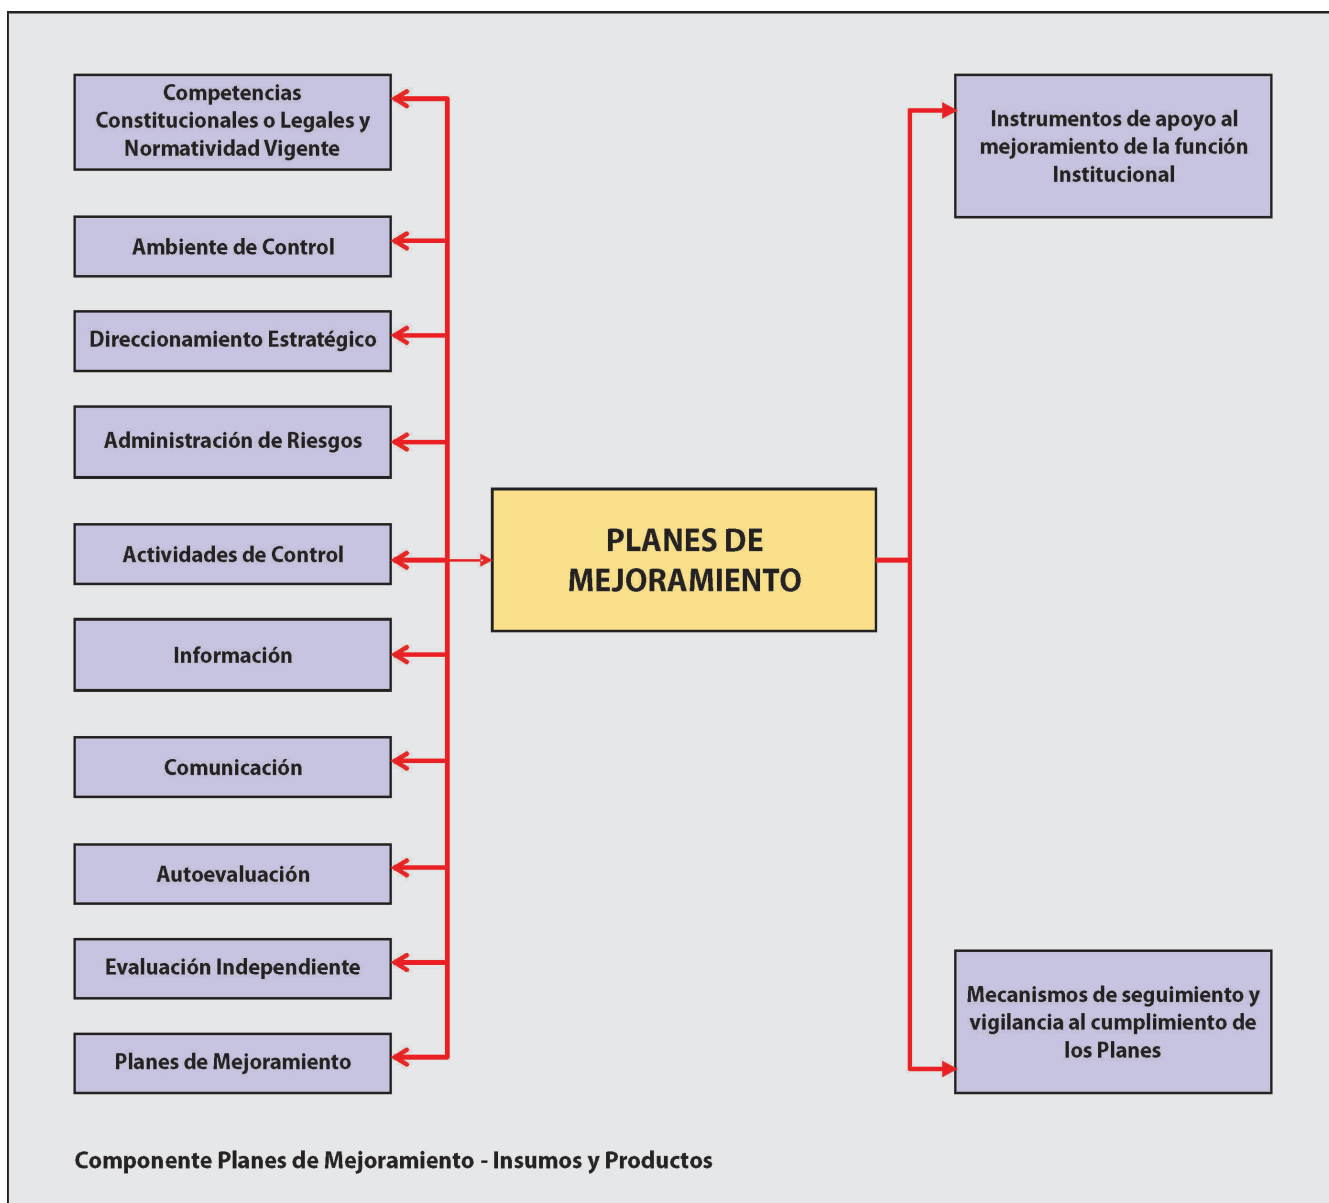 Competencias
Constitucionales o Legales y
Normatividad Vigente
Ambiente de Control
Direccionamiento Estratégico
Administración de Riesgos
Actividades de Control
Información
Comunicación
Autoevaluación
Evaluación Independiente
Planes de Mejoramiento
PLANES DE
MEJORAMIENTO
Instrumentos de apoyo al
mejoramiento de la función
Institucional
Mecanismos de seguimiento y
vigilancia al cumplimiento de
los Planes
Componente Planes de Mejoramiento - Insumos y Productos